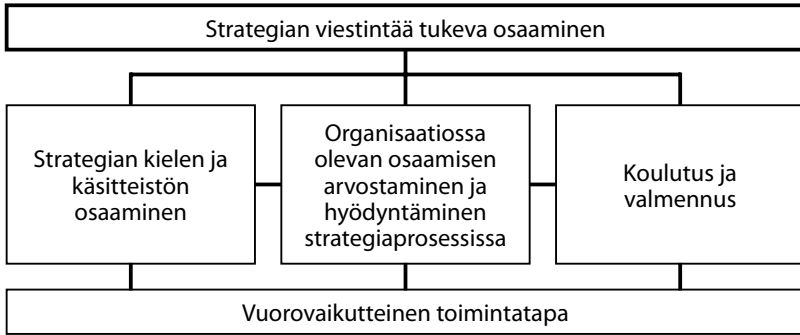 Strategian viestintää tukeva osaaminen
Strategian kielen ja
käsitteistön
osaaminen
Organisaatiossa
olevan osaamisen
arvostaminen ja
hyödyntäminen
strategiaprosessissa
Koulutus ja
valmennus
Vuorovaikutteinen toimintatapa